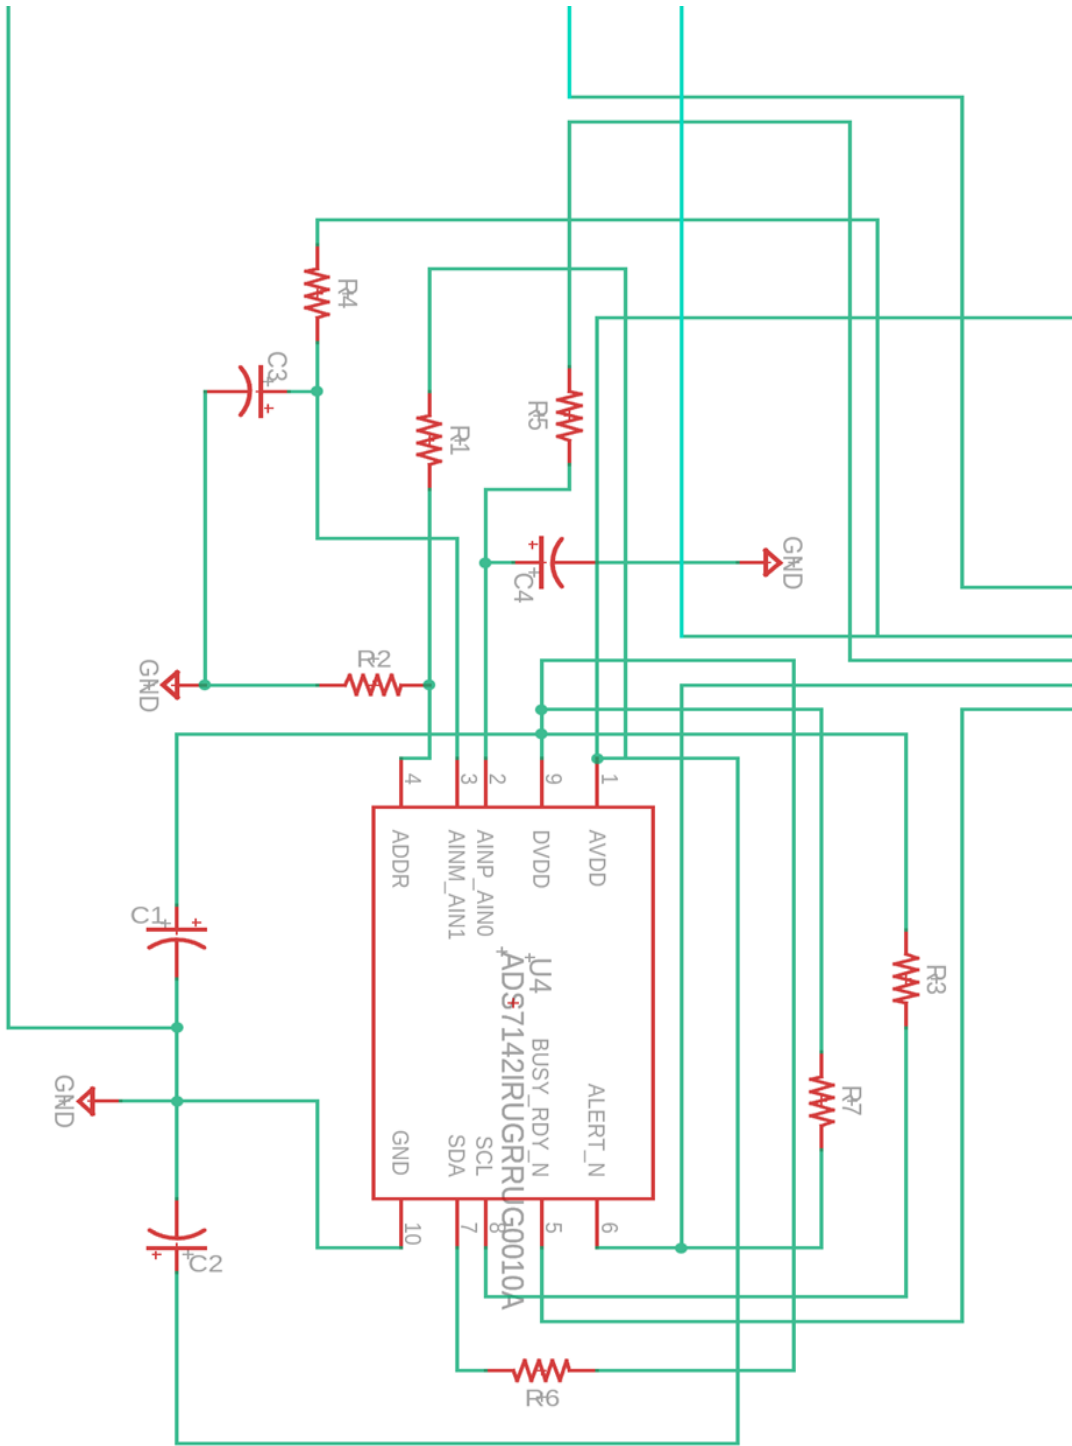 R4
C3
R1
R5
GND
C4
R2
GND
4
3
2
9
1
ADDR
AINM_AIN1
AINP_AIN0
DVDD
AVDD
C1
U4
ADS7142IRUGRRUG0010A
R3
R7
GND
GND
SDA
SCL
BUSY_RDY_N
ALERT_N
10
7
8
5
6
C2
R6